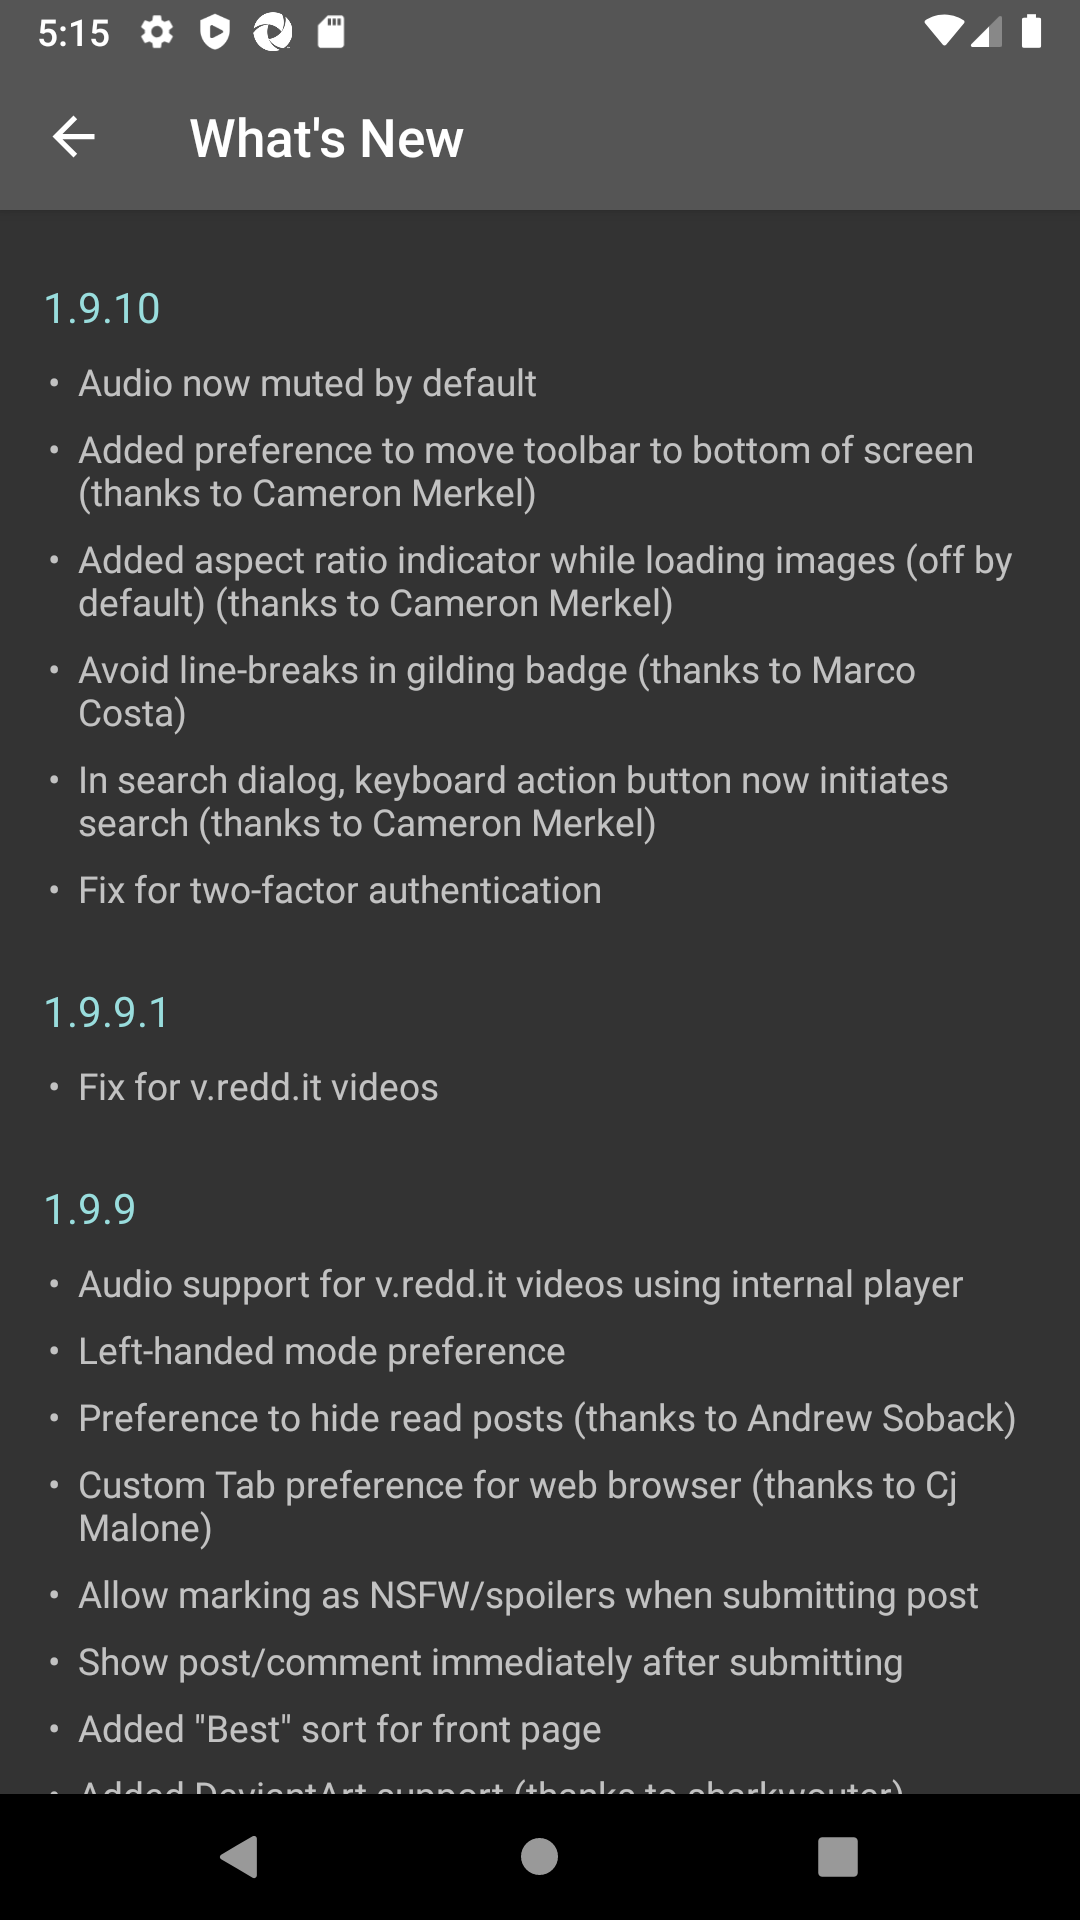 5:15
What's New
1.9.10
• Audio now muted by default
• Added preference to move toolbar to bottom of screen
(thanks to Cameron Merkel)
• Added aspect ratio indicator while loading images (off by
default) (thanks to Cameron Merkel)
• Avoid line-breaks in gilding badge (thanks to Marco
Costa)
• In search dialog, keyboard action button now initiates
search (thanks to Cameron Merkel)
• Fix for two-factor authentication
1.9.9.1
• Fix for v.redd.it videos
1.9.9
• Audio support for v.redd.it videos using internal player
• Left-handed mode preference
• Preference to hide read posts (thanks to Andrew Soback)
• Custom Tab preference for web browser (thanks to Cj
Malone)
• Allow marking as NSFW/spoilers when submitting post
• Show post/comment immediately after submitting
• Added "Best" sort for front page
• Added DeviantArt support (thanks to sharkwouter)